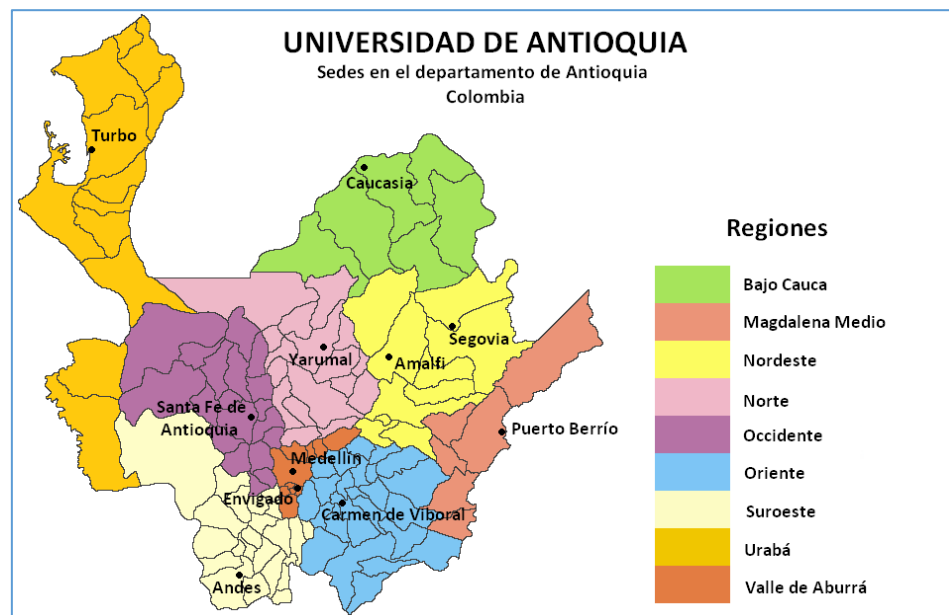 UNIVERSIDAD DE ANTIOQUIA
Sedes en el departamento de Antioquia
Colombia
Turbo
Caucasia
Segovia
Yarumal
Amalfi
Santa Fe de
Antioquia
Puerto Berrío
Medellín
Envigado
Carmen de Viboral
Andes
Regiones
Bajo Cauca
Magdalena Medio
Nordeste
Norte
Occidente
Oriente
Suroeste
Urabá
Valle de Aburrá